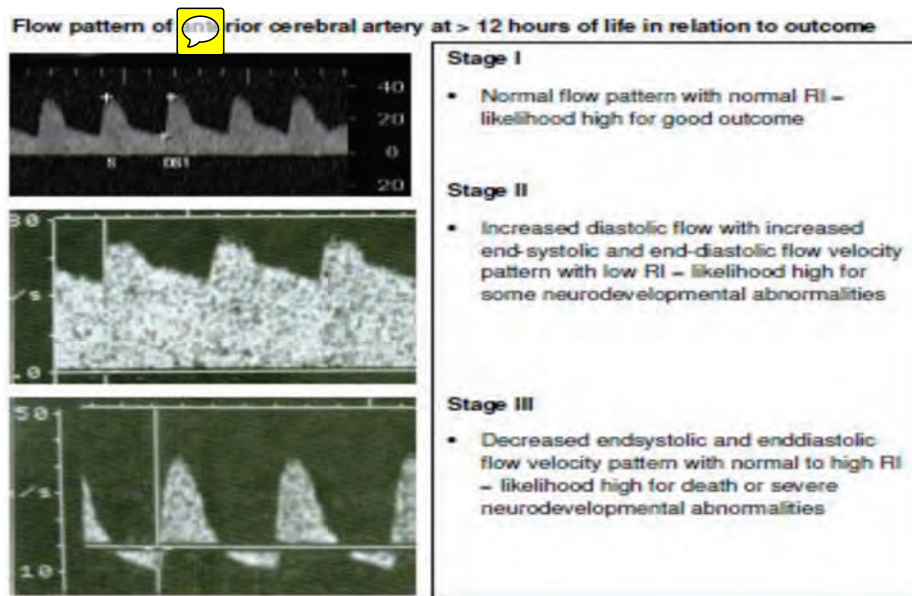 Flow pattern of anterior cerebral artery at > 12 hours of life in relation to outcome
40
20
0
20
S DS1
30
/s
.0
50
/s
10
Stage I
• Normal flow pattern with normal RI –
likelihood high for good outcome
Stage II
• Increased diastolic flow with increased
end-systolic and end-diastolic flow velocity
pattern with low RI – likelihood high for
some neurodevelopmental abnormalities
Stage III
• Decreased endsystolic and enddiastolic
flow velocity pattern with normal to high RI
– likelihood high for death or severe
neurodevelopmental abnormalities